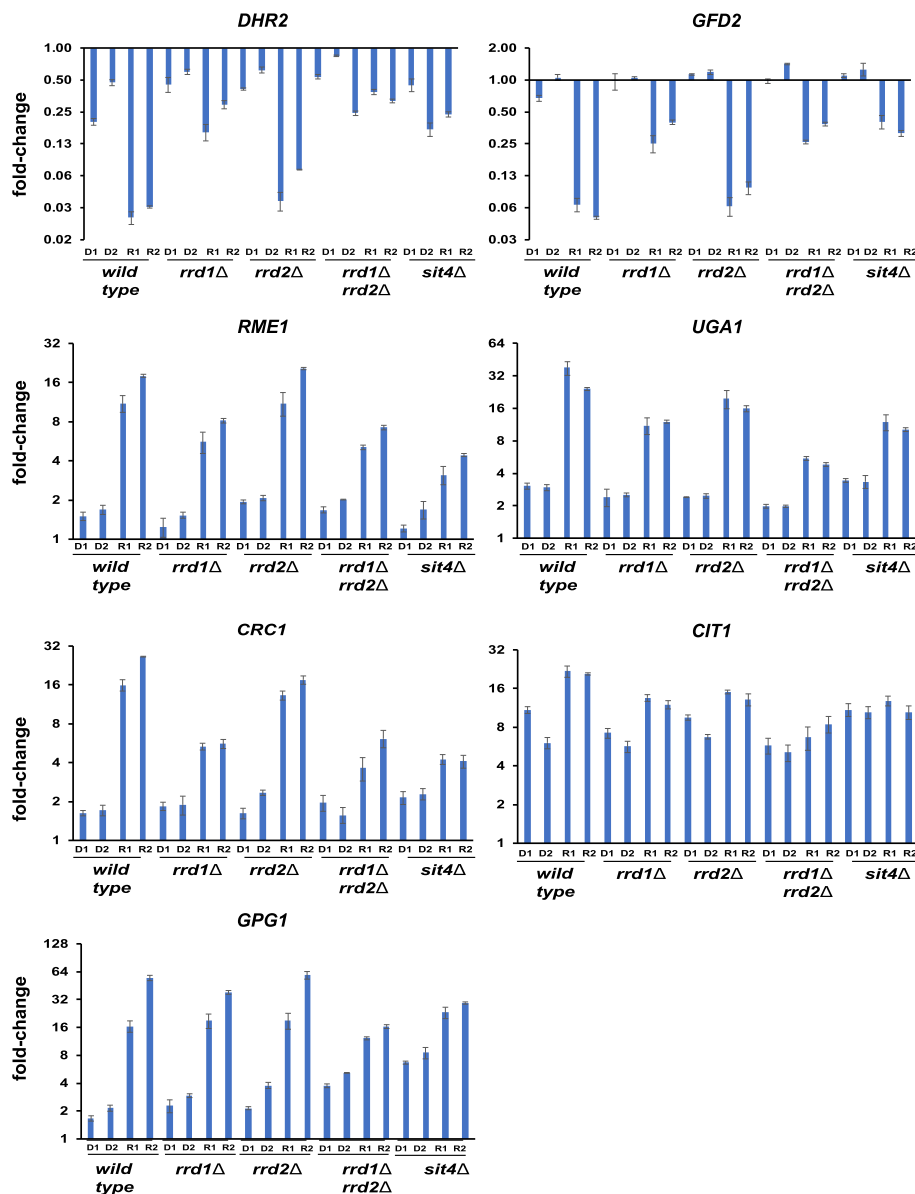 DHR2
fold-change
1.00
0.50
0.25
0.13
0.06
0.03
0.02
D1 D2 R1 R2 D1 D2 R1 R2 D1 D2 R1 R2 D1 D2 R1 R2 D1 D2 R1 R2
wild type rrd1Δ rrd2Δ rrd1Δ rrd2Δ sit4Δ
GFD2
2.00
1.00
0.50
0.25
0.13
0.06
0.03
D1 D2 R1 R2 D1 D2 R1 R2 D1 D2 R1 R2 D1 D2 R1 R2 D1 D2 R1 R2
wild type rrd1Δ rrd2Δ rrd1Δ rrd2Δ sit4Δ
RME1
fold-change
32
16
8
4
2
1
D1 D2 R1 R2 D1 D2 R1 R2 D1 D2 R1 R2 D1 D2 R1 R2 D1 D2 R1 R2
wild type rrd1Δ rrd2Δ rrd1Δ rrd2Δ sit4Δ
UGA1
64
32
16
8
4
2
1
D1 D2 R1 R2 D1 D2 R1 R2 D1 D2 R1 R2 D1 D2 R1 R2 D1 D2 R1 R2
wild type rrd1Δ rrd2Δ rrd1Δ rrd2Δ sit4Δ
CRC1
fold-change
32
16
8
4
2
1
D1 D2 R1 R2 D1 D2 R1 R2 D1 D2 R1 R2 D1 D2 R1 R2 D1 D2 R1 R2
wild type rrd1Δ rrd2Δ rrd1Δ rrd2Δ sit4Δ
CIT1
32
16
8
4
2
1
D1 D2 R1 R2 D1 D2 R1 R2 D1 D2 R1 R2 D1 D2 R1 R2 D1 D2 R1 R2
wild type rrd1Δ rrd2Δ rrd1Δ rrd2Δ sit4Δ
GPG1
fold-change
128
64
32
16
8
4
2
1
D1 D2 R1 R2 D1 D2 R1 R2 D1 D2 R1 R2 D1 D2 R1 R2 D1 D2 R1 R2
wild type rrd1Δ rrd2Δ rrd1Δ rrd2Δ sit4Δ